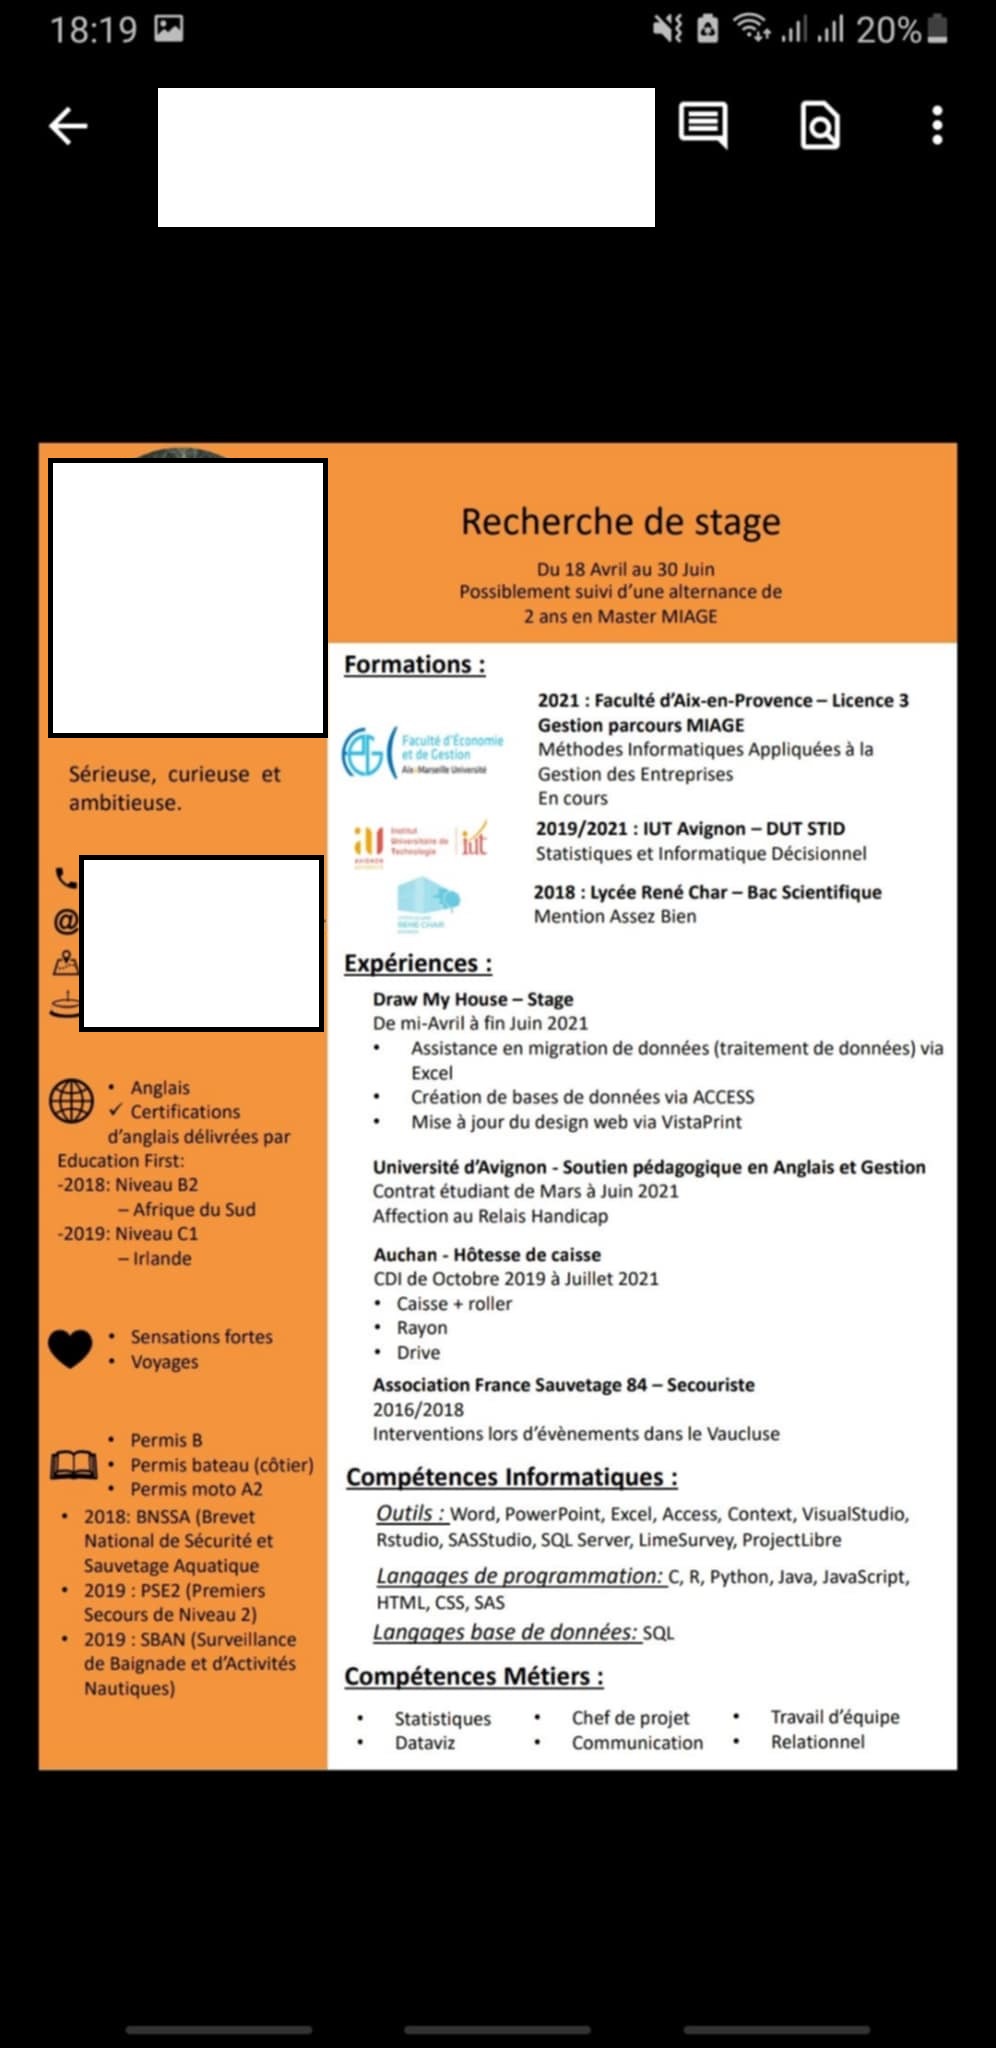 18:19
20%
Recherche de stage
Du 18 Avril au 30 Juin
Possiblement suivi d'une alternance de
2 ans en Master MIAGE
Sérieuse, curieuse et
ambitieuse.
@
• Anglais
✓ Certifications
d'anglais délivrées par
Education First:
-2018: Niveau B2
– Afrique du Sud
-2019: Niveau C1
– Irlande
• Sensations fortes
• Voyages
• Permis B
• Permis bateau (côtier)
• Permis moto A2
• 2018: BNSSA (Brevet
National de Sécurité et
Sauvetage Aquatique
• 2019 : PSE2 (Premiers
Secours de Niveau 2)
• 2019 : SBAN (Surveillance
de Baignade et d'Activités
Nautiques)
Formations :
Faculté d'Économie
et de Gestion
Aix-Marseille Université
2021 : Faculté d'Aix-en-Provence – Licence 3
Gestion parcours MIAGE
Méthodes Informatiques Appliquées à la
Gestion des Entreprises
En cours
Institut
Universitaire de
Technologie
iut
AVIGNON
2019/2021 : IUT Avignon – DUT STID
Statistiques et Informatique Décisionnel
RENÉ CHAR
2018 : Lycée René Char – Bac Scientifique
Mention Assez Bien
Expériences :
Draw My House – Stage
De mi-Avril à fin Juin 2021
• Assistance en migration de données (traitement de données) via
Excel
• Création de bases de données via ACCESS
• Mise à jour du design web via VistaPrint
Université d'Avignon - Soutien pédagogique en Anglais et Gestion
Contrat étudiant de Mars à Juin 2021
Affection au Relais Handicap
Auchan - Hôtesse de caisse
CDI de Octobre 2019 à Juillet 2021
• Caisse + roller
• Rayon
• Drive
Association France Sauvetage 84 – Secouriste
2016/2018
Interventions lors d'évènements dans le Vaucluse
Compétences Informatiques :
Outils : Word, PowerPoint, Excel, Access, Context, VisualStudio,
Rstudio, SASStudio, SQL Server, LimeSurvey, ProjectLibre
Langages de programmation: C, R, Python, Java, JavaScript,
HTML, CSS, SAS
Langages base de données: SQL
Compétences Métiers :
• Statistiques • Chef de projet • Travail d'équipe
• Dataviz • Communication • Relationnel